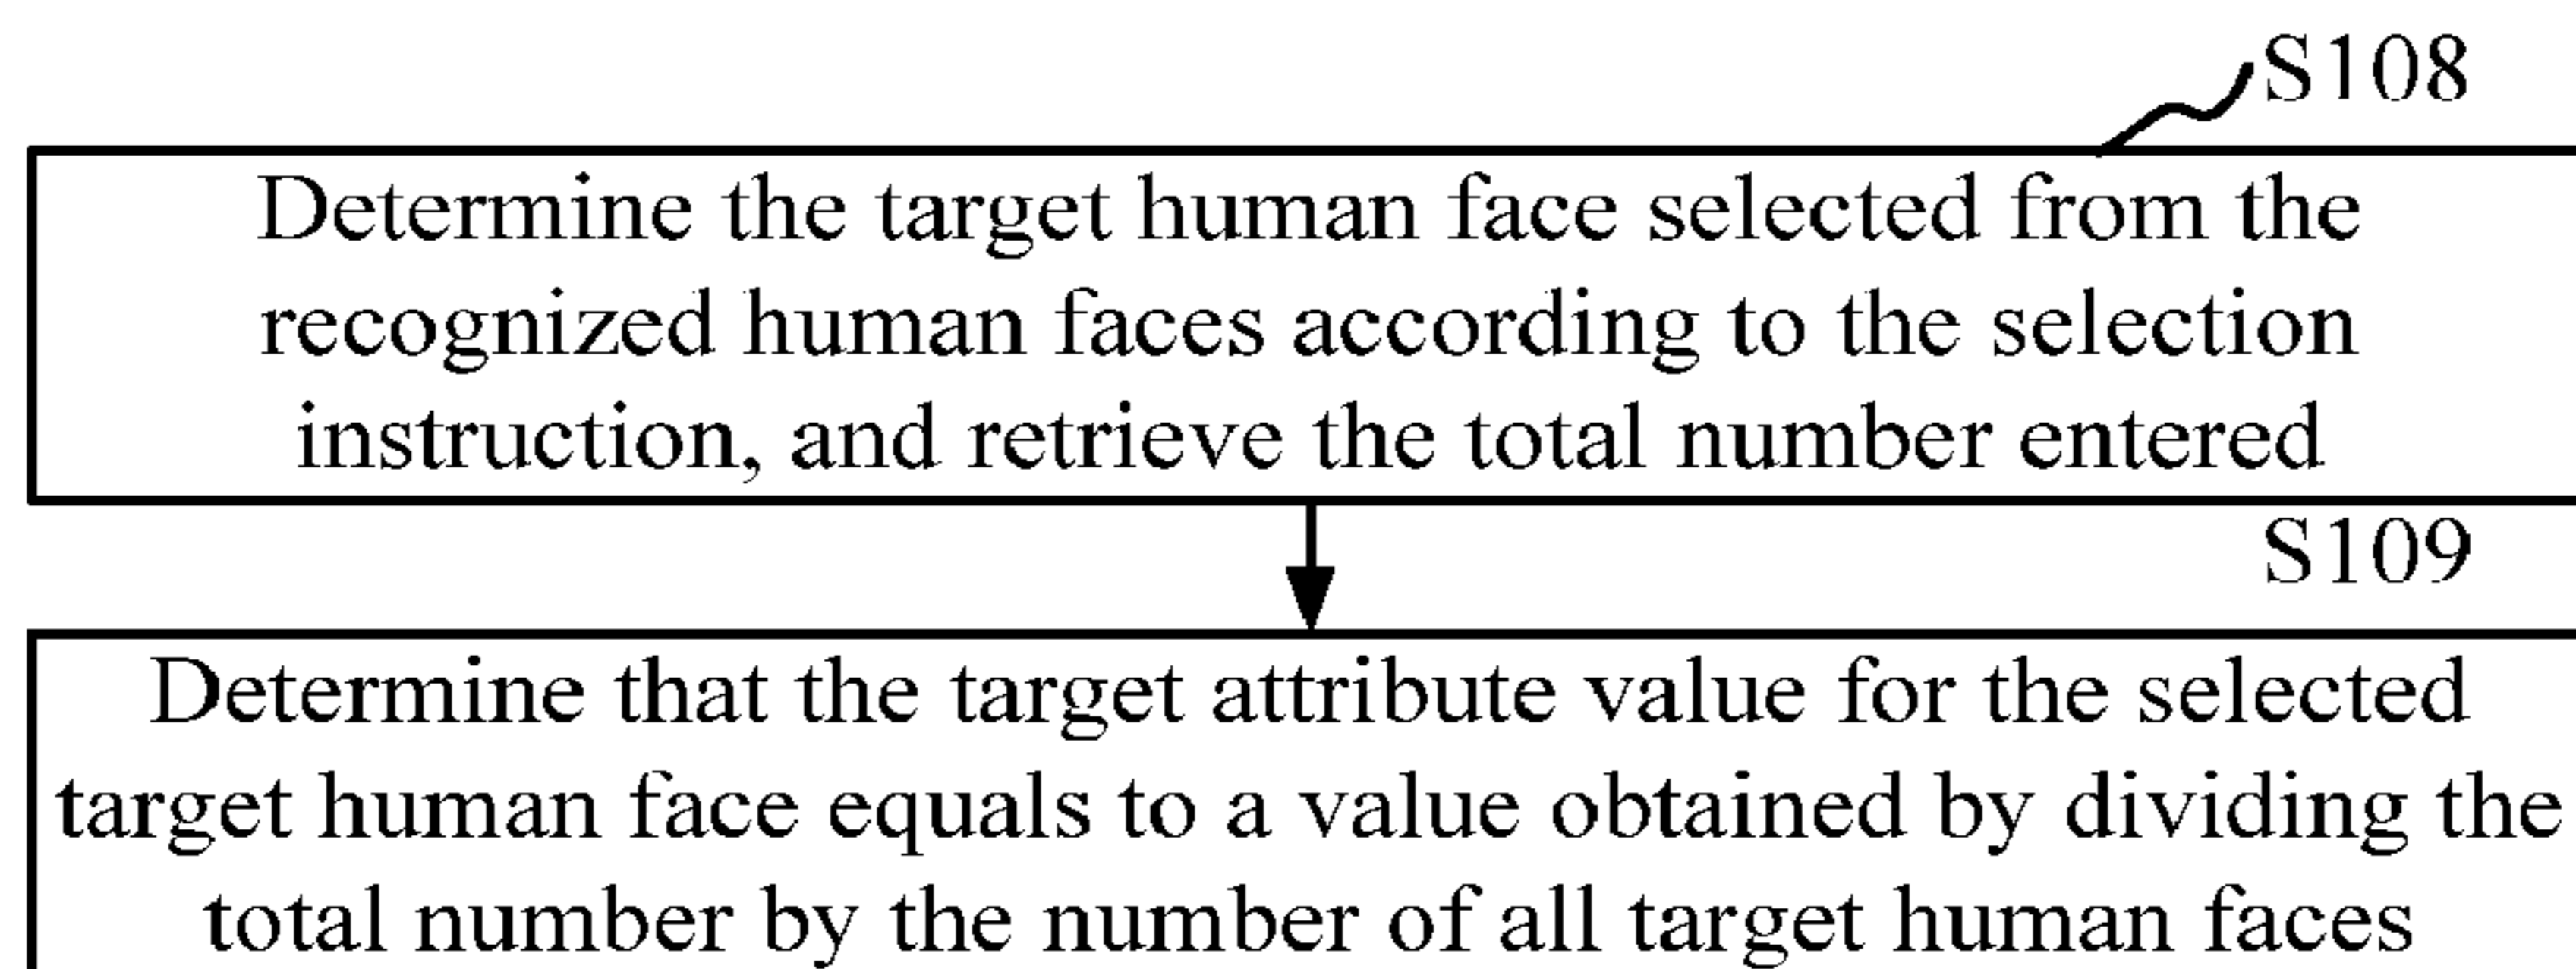 S108
Determine the target human face selected from the
recognized human faces according to the selection
instruction, and retrieve the total number entered
S109
Determine that the target attribute value for the selected
target human face equals to a value obtained by dividing the
total number by the number of all target human faces